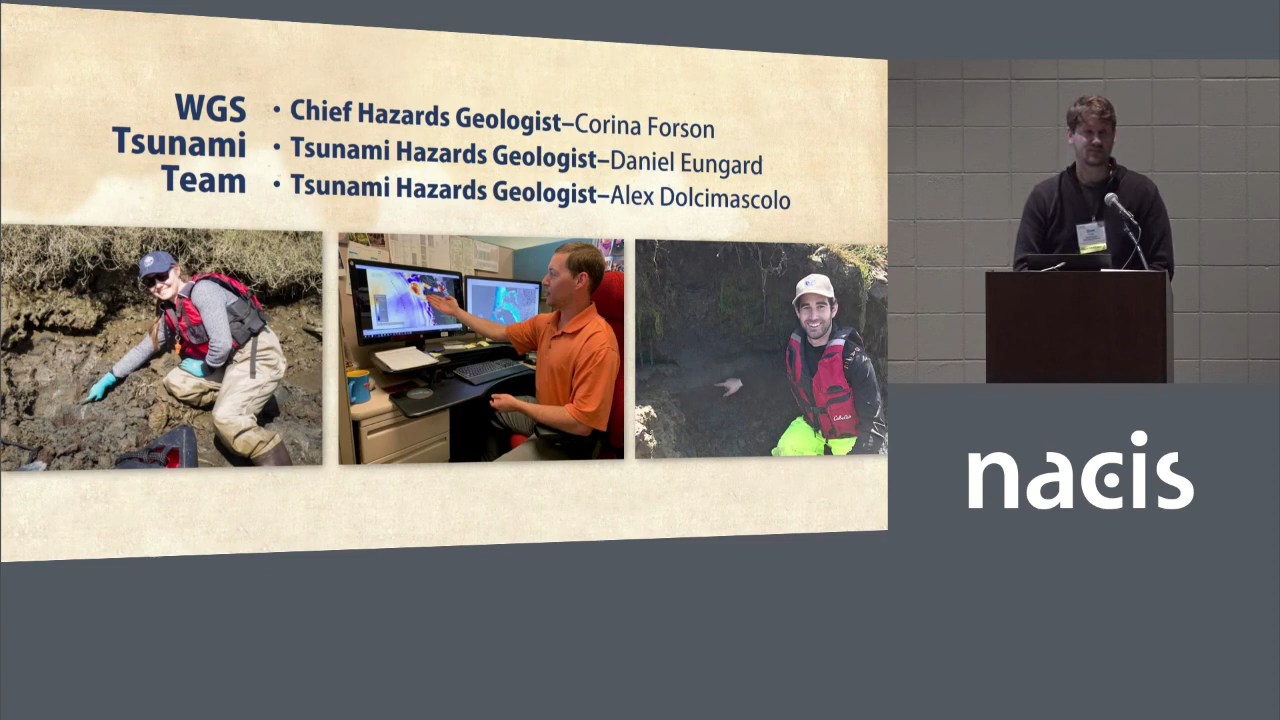 WGS
Tsunami
Team
• Chief Hazards Geologist–Corina Forson
• Tsunami Hazards Geologist–Daniel Eungard
• Tsunami Hazards Geologist–Alex Dolcimascolo
nacis